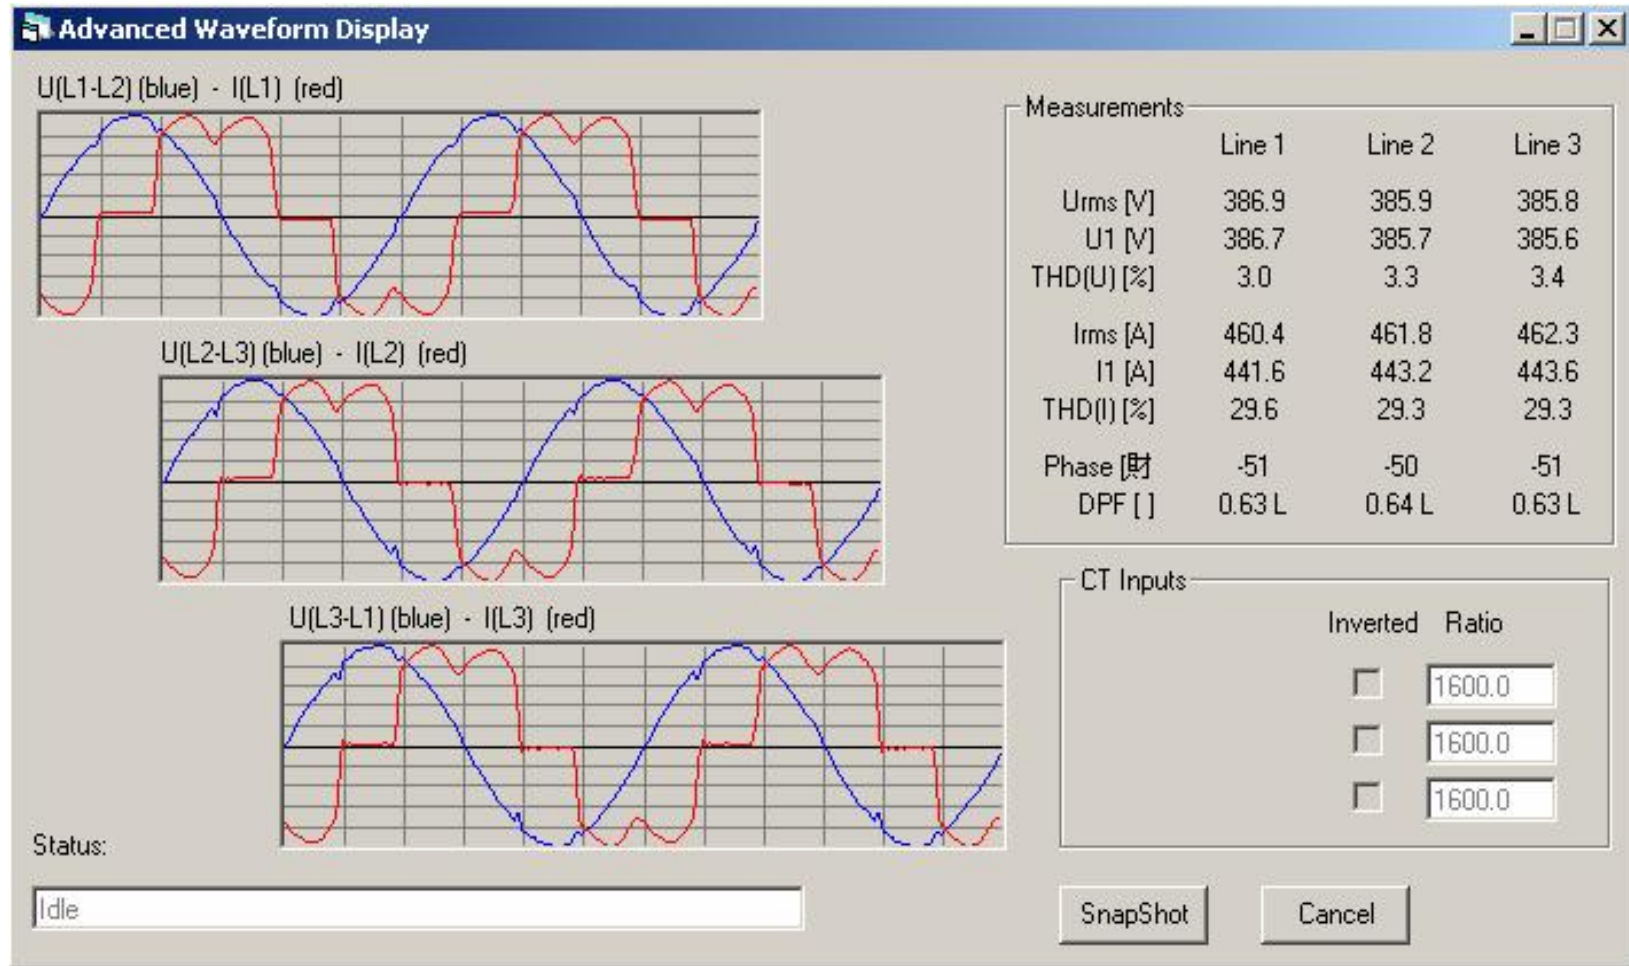 Advanced Waveform Display
U(L1-L2) (blue) - I(L1) (red)
U(L2-L3) (blue) - I(L2) (red)
U(L3-L1) (blue) - I(L3) (red)
Status:
Idle
Measurements
Line 1 Line 2 Line 3
Urms [V] 386.9 385.9 385.8
U1 [V] 386.7 385.7 385.6
THD(U) [%] 3.0 3.3 3.4
Irms [A] 460.4 461.8 462.3
I1 [A] 441.6 443.2 443.6
THD(I) [%] 29.6 29.3 29.3
Phase [財 -51 -50 -51
DPF [ ] 0.63 L 0.64 L 0.63 L
CT Inputs
Inverted Ratio
1600.0
1600.0
1600.0
SnapShot Cancel